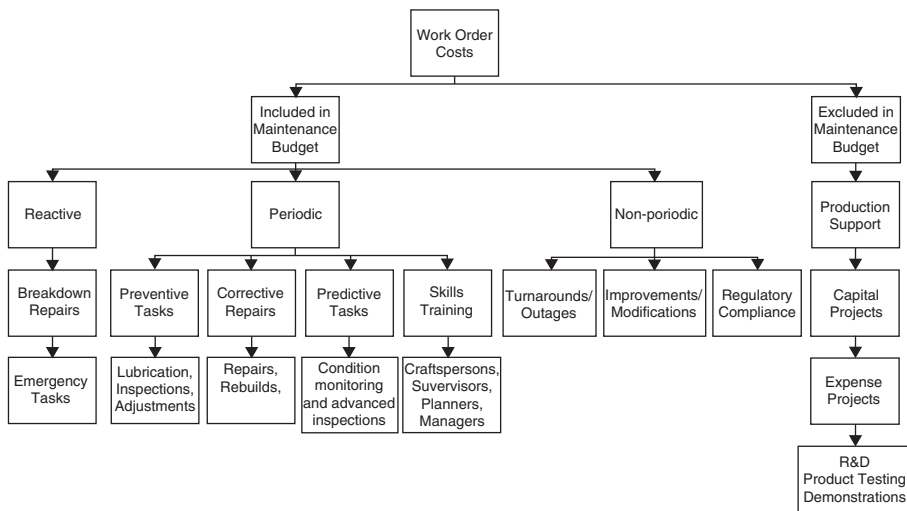 Work Order
Costs
Included in
Maintenance
Budget
Excluded in
Maintenance
Budget
Reactive
Periodic
Non-poriodic
Production
Support
Breakdown
Repairs
Preventive
Tasks
Corrective
Repairs
Predictive
Tasks
Skills
Training
Turnarounds/
Outages
Improvements/
Modifications
Regulatory
Compliance
Capital
Projects
Emergency
Tasks
Lubrication,
Inspections,
Adjustments
Repairs,
Rebuilds,
Condition
monitoring
and advanced
inspections
Craftspersons,
Suvervisors,
Planners,
Managers
Expense
Projects
R&D
Product Testing
Demonstrations